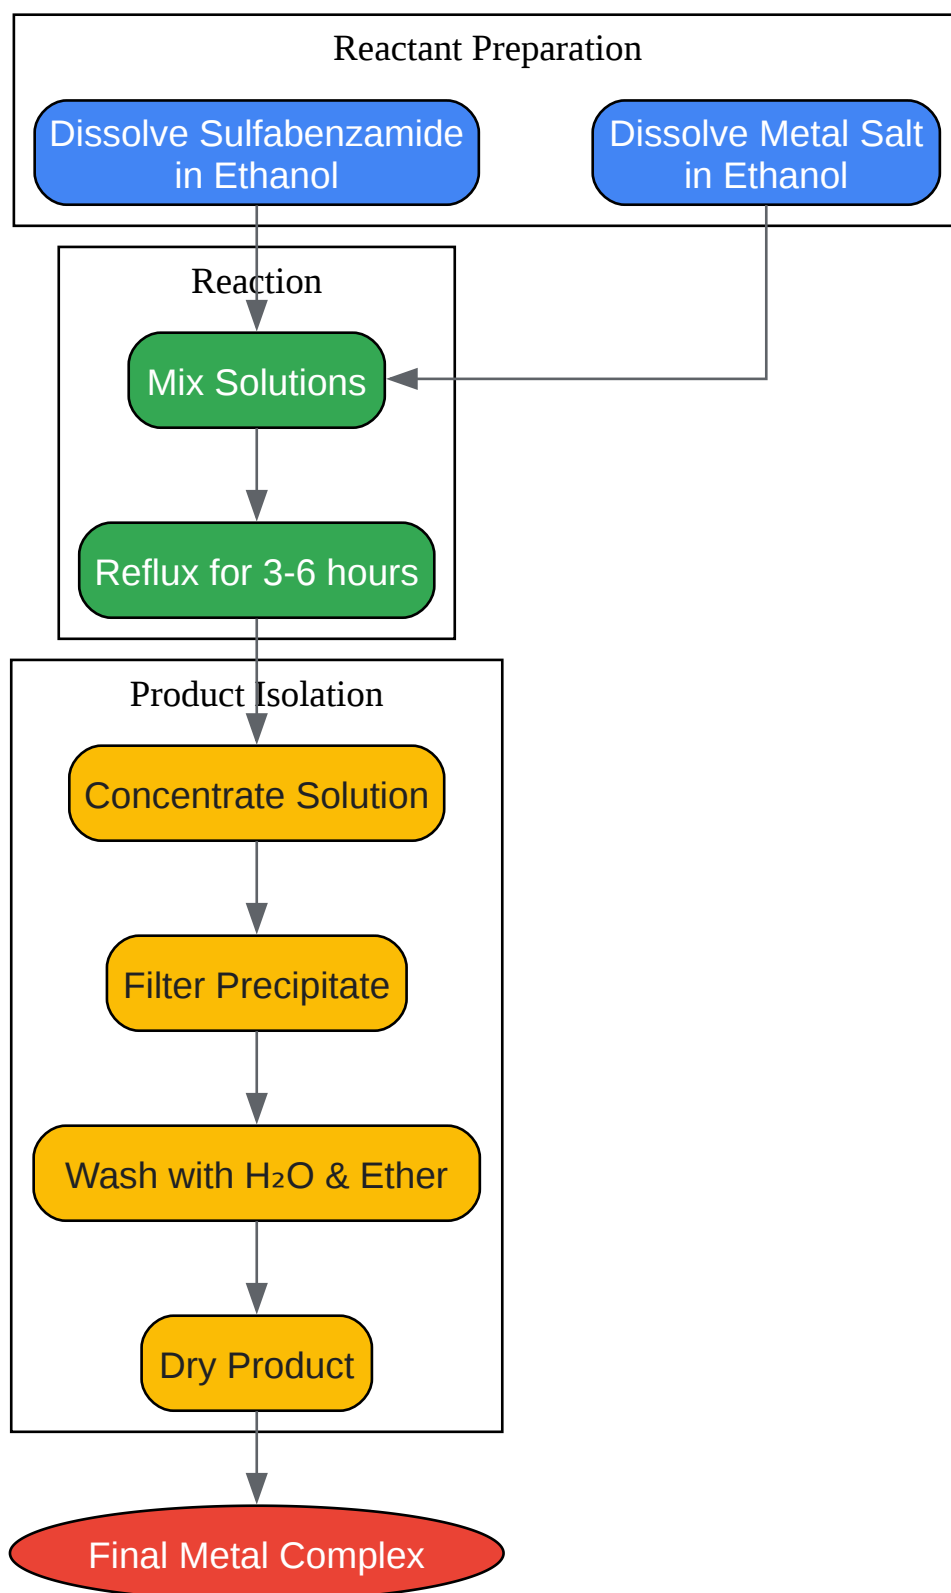 Reactant Preparation
Dissolve Sulfabenzamide
in Ethanol
Dissolve Metal Salt
in Ethanol
Reaction
Mix Solutions
Reflux for 3-6 hours
Product Isolation
Concentrate Solution
Filter Precipitate
Wash with H₂O & Ether
Dry Product
Final Metal Complex